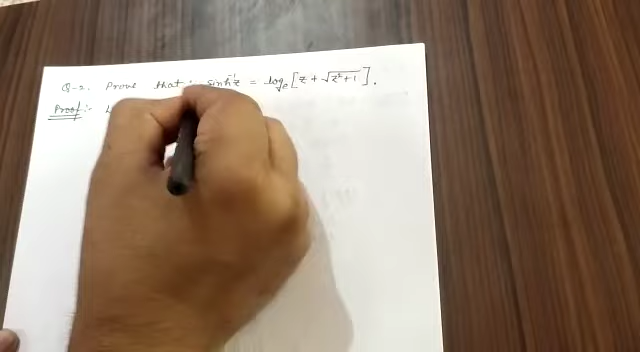 Q-2. Prove that:- sinh⁻¹z = logₑ[z + √z²+1].
Proof:-